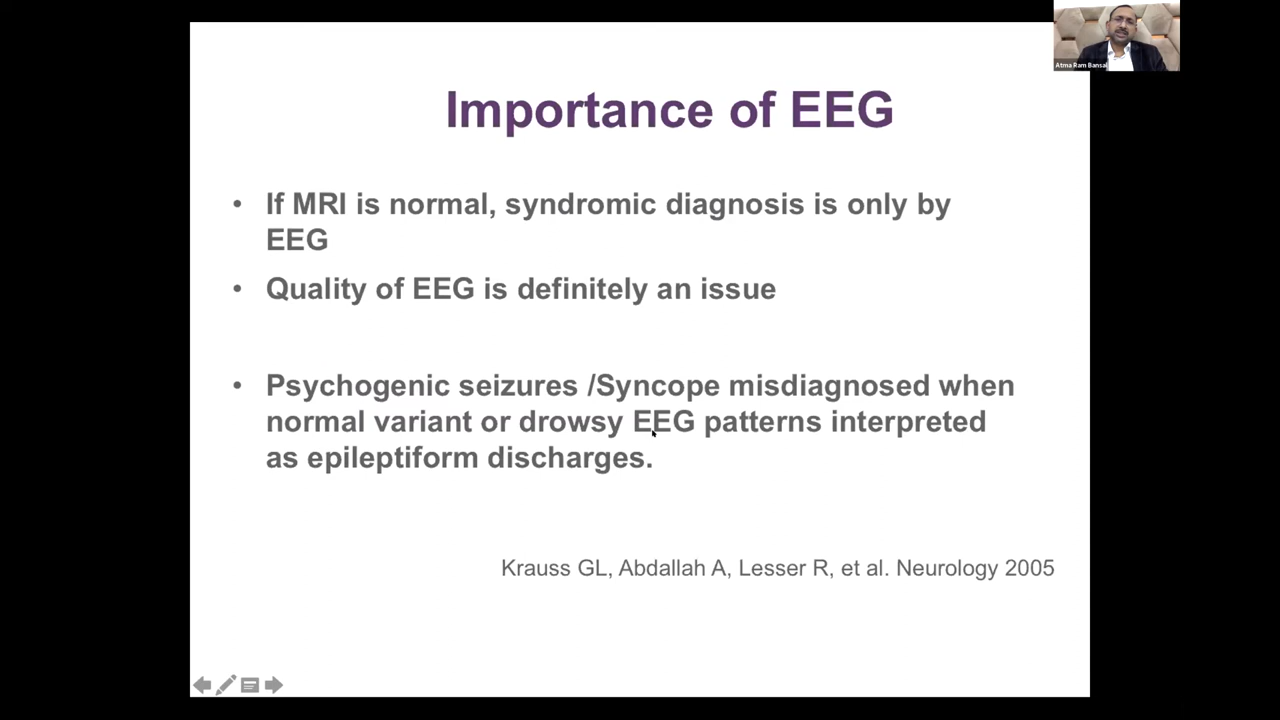 Atma Ram Bansal
Importance of EEG
• If MRI is normal, syndromic diagnosis is only by
EEG
• Quality of EEG is definitely an issue
• Psychogenic seizures /Syncope misdiagnosed when
normal variant or drowsy EEG patterns interpreted
as epileptiform discharges.
Krauss GL, Abdallah A, Lesser R, et al. Neurology 2005